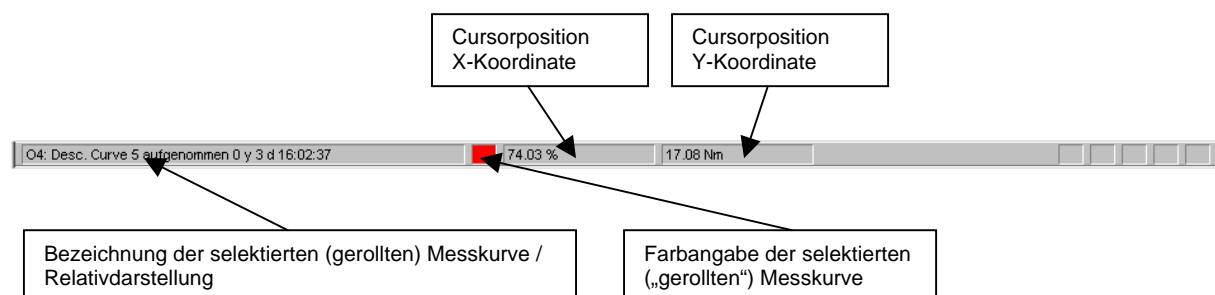 Cursorposition
X-Koordinate
Cursorposition
Y-Koordinate
O4: Desc. Curve 5 aufgenommen 0 y 3 d 16:02:37
74.03 %
17.08 Nm
Bezeichnung der selektierten (gerollten) Messkurve /
Relativdarstellung
Farbangabe der selektierten
(„gerollten“) Messkurve